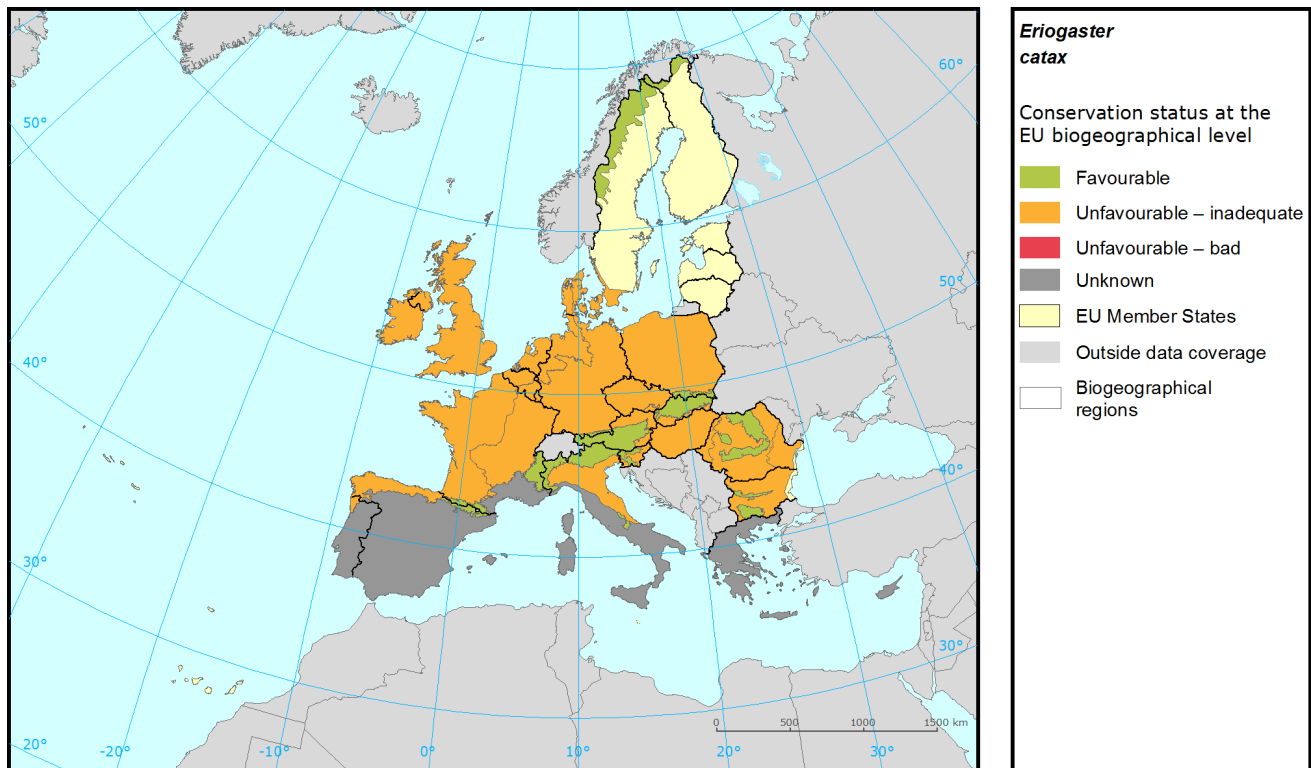 Eriogaster
catax
Conservation status at the
EU biogeographical level
Favourable
Unfavourable – inadequate
Unfavourable – bad
Unknown
EU Member States
Outside data coverage
Biogeographical
regions
60°
50°
50°
40°
40°
30°
30°
20°
-20°
-10°
0°
10°
20°
30°
0 500 1000 1500 km